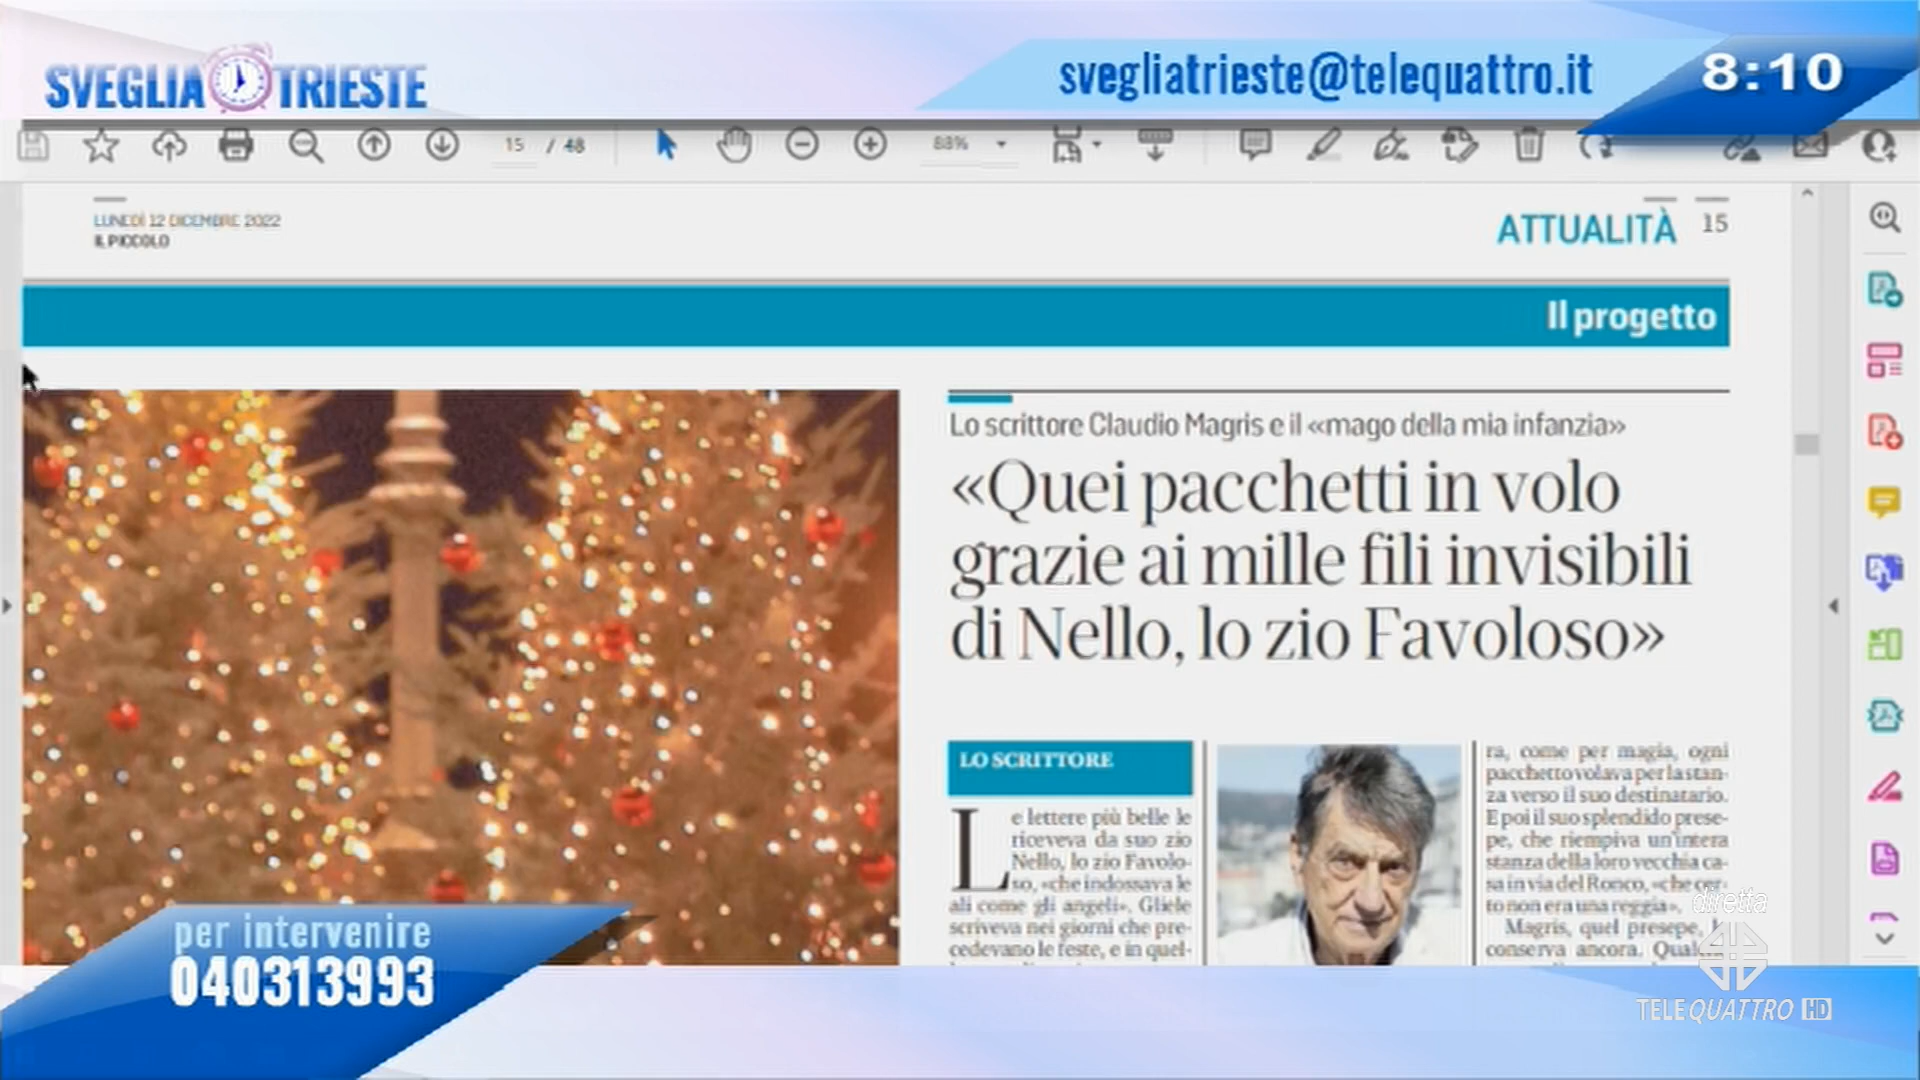 SVEGLIA TRIESTE
svegliatrieste@telequattro.it
8:10
15 / 48
88%
LUNEDÌ 12 DICEMBRE 2022
IL PICCOLO
ATTUALITÀ 15
Il progetto
Lo scrittore Claudio Magris e il «mago della mia infanzia»
«Quei pacchetti in volo
grazie ai mille fili invisibili
di Nello, lo zio Favoloso»
LO SCRITTORE
Le lettere più belle le
riceveva da suo zio
Nello, lo zio Favolo-
so, «che indossava le
ali come gli angeli». Gliele
scriveva nei giorni che pre-
cedevano le feste, e in quel-
ra, come per magia, ogni
pacchetto volava per la stan-
za verso il suo destinatario.
E poi il suo splendido prese-
pe, che riempiva un'intera
stanza della loro vecchia ca-
sa in via del Ronco, «che cer-
to non era una reggia».
Magris, quel presepe,
conserva ancora.
per intervenire
040313993
diretta
TELEQUATTRO HD